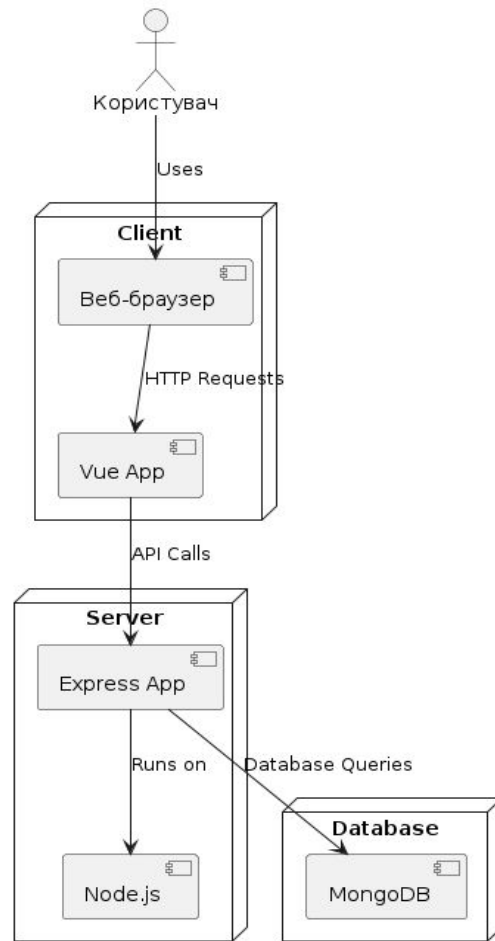 Користувач
Uses
Client
Веб-браузер
HTTP Requests
Vue App
API Calls
Server
Express App
Runs on
Database Queries
Database
Node.js
MongoDB